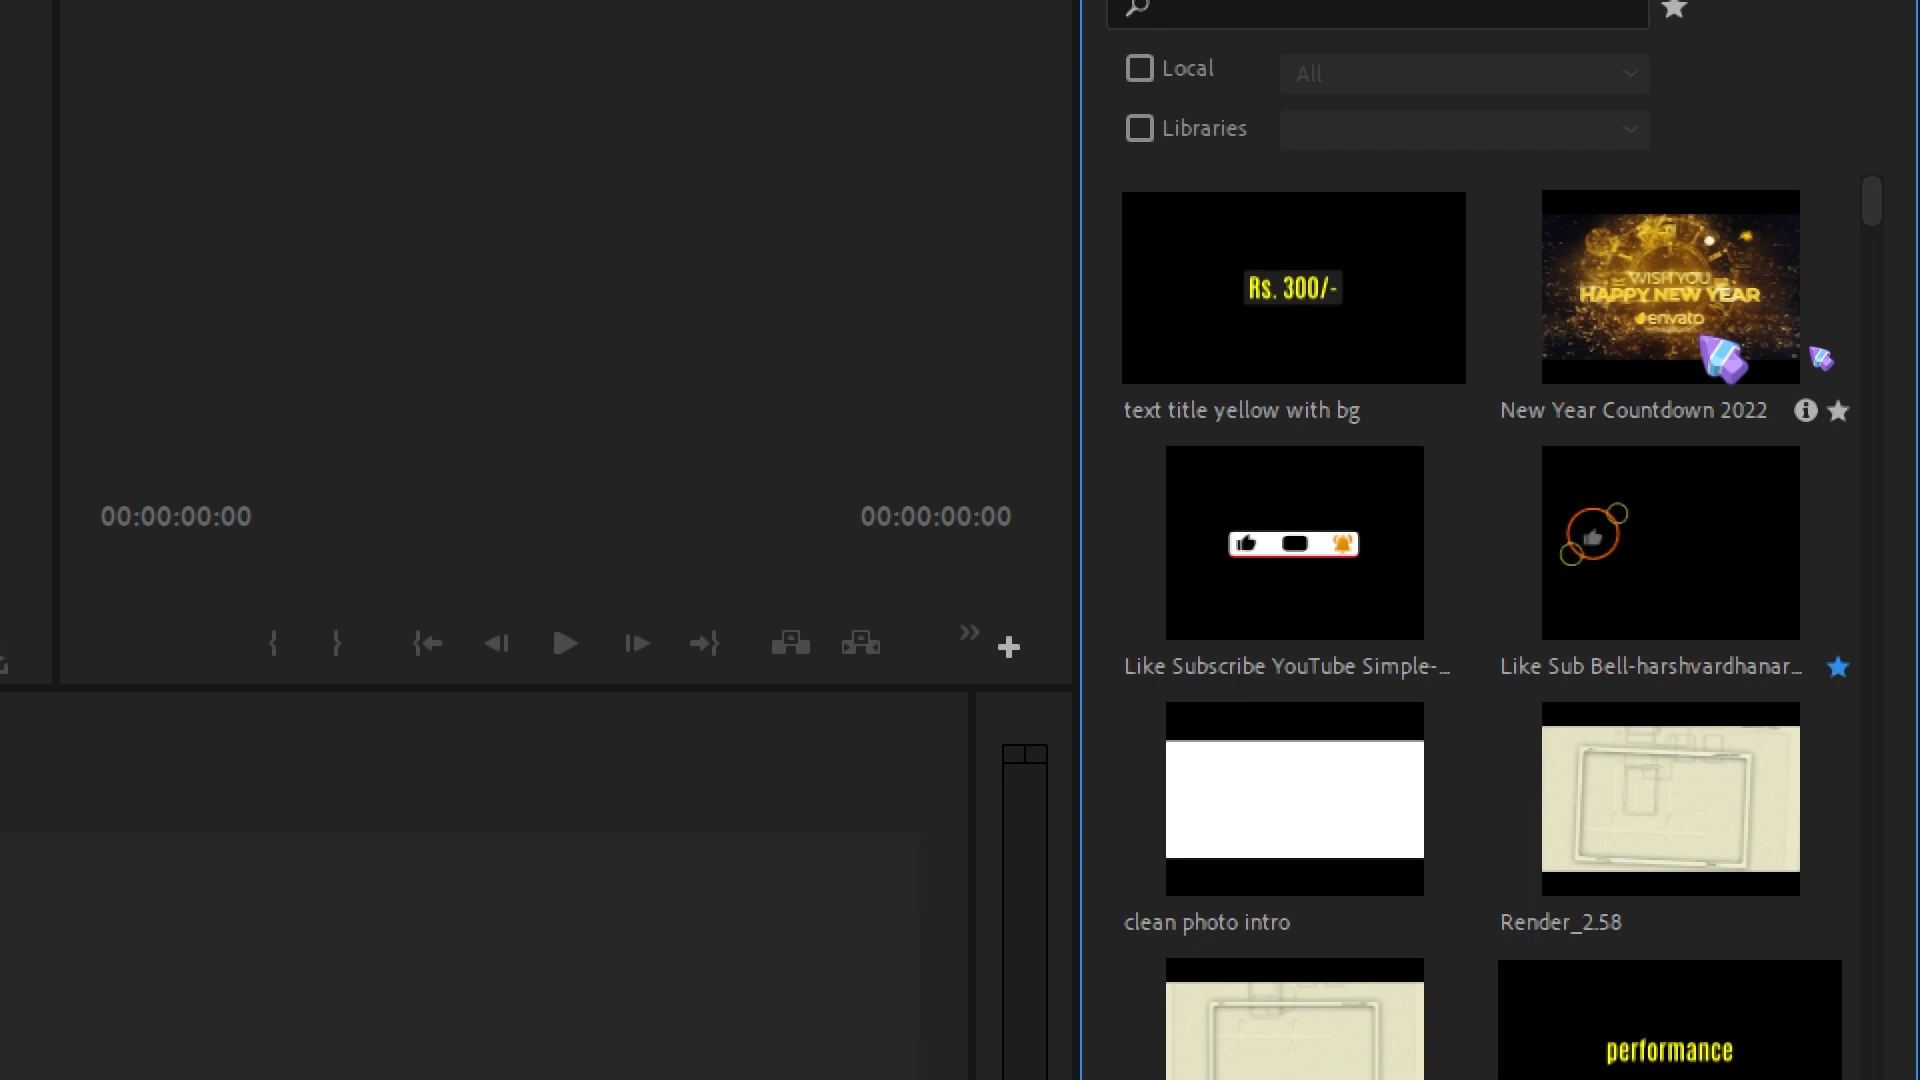 Local
All
Libraries
Rs. 300/-
WISH YOU
HAPPY NEW YEAR
envato
text title yellow with bg
New Year Countdown 2022
00:00:00:00
00:00:00:00
Like Subscribe YouTube Simple-...
Like Sub Bell-harshvardhanar...
clean photo intro
Render_2.58
performance